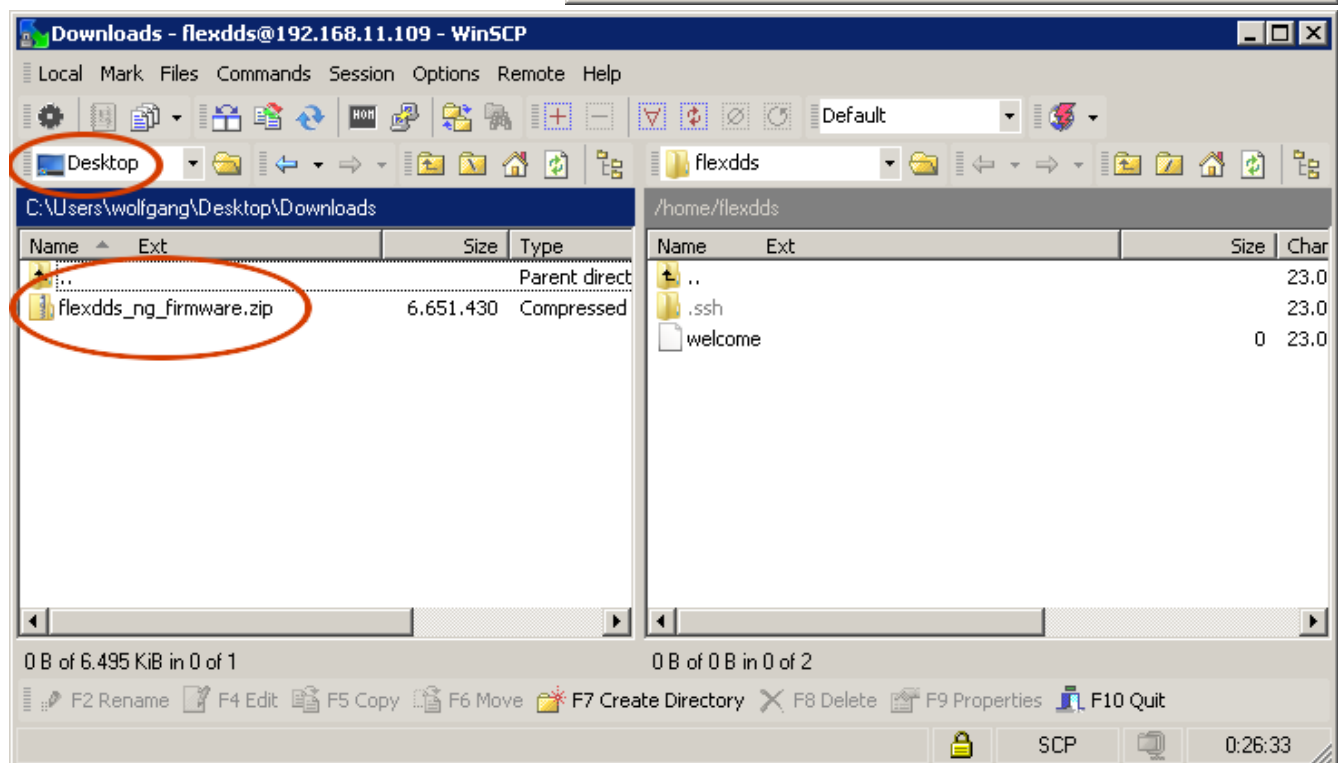 Downloads - flexdds@192.168.11.109 - WinSCP
Local Mark Files Commands Session Options Remote Help
Default
Desktop flexdds
C:\Users\wolfgang\Desktop\Downloads /home/flexdds
Name Ext Size Type Name Ext Size Char
.. Parent direct .. 23.0
flexdds_ng_firmware.zip 6.651.430 Compressed .ssh 23.0
welcome 0 23.0
0 B of 6.495 KiB in 0 of 1 0 B of 0 B in 0 of 2
F2 Rename F4 Edit F5 Copy F6 Move F7 Create Directory F8 Delete F9 Properties F10 Quit
SCP 0:26:33